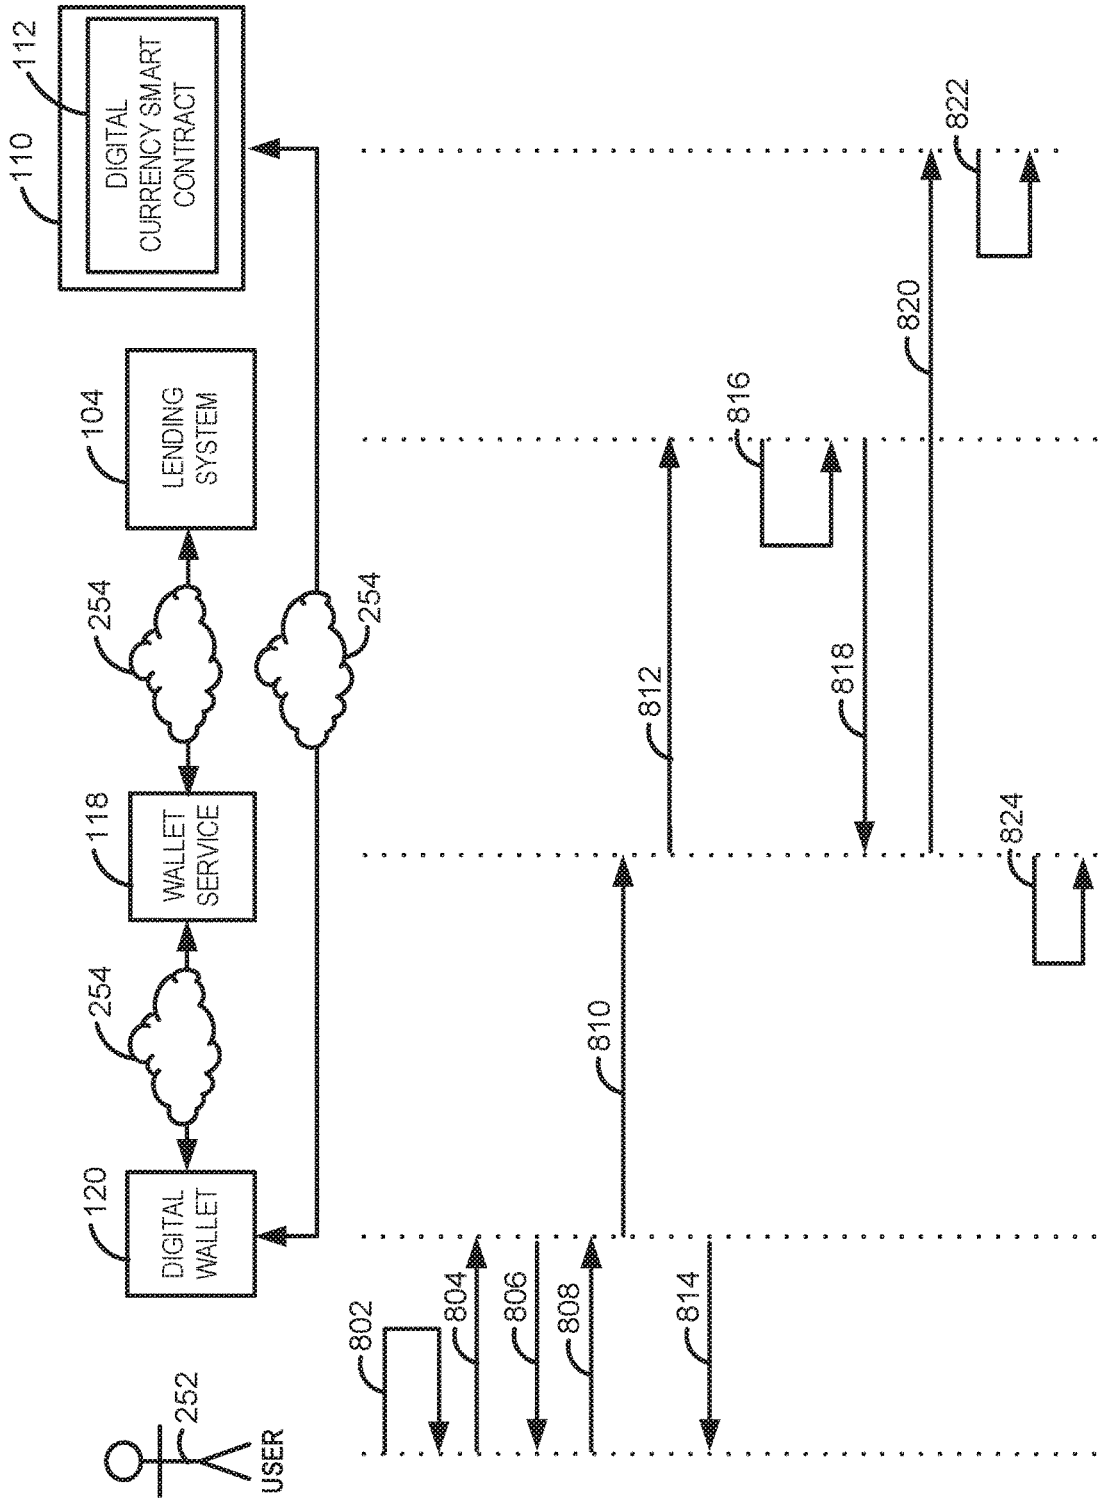 252
USER
120
DIGITAL
WALLET
254
118
WALLET
SERVICE
254
104
LENDING
SYSTEM
110
112
DIGITAL
CURRENCY SMART
CONTRACT
254
802
804
806
808
810
812
814
816
818
820
822
824